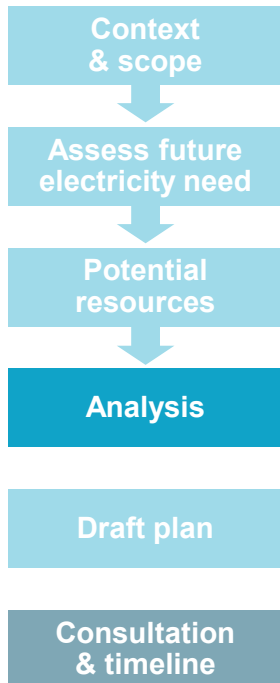 Context
& scope
Assess future
electricity need
Potential
resources
Analysis
Draft plan
Consultation
& timeline